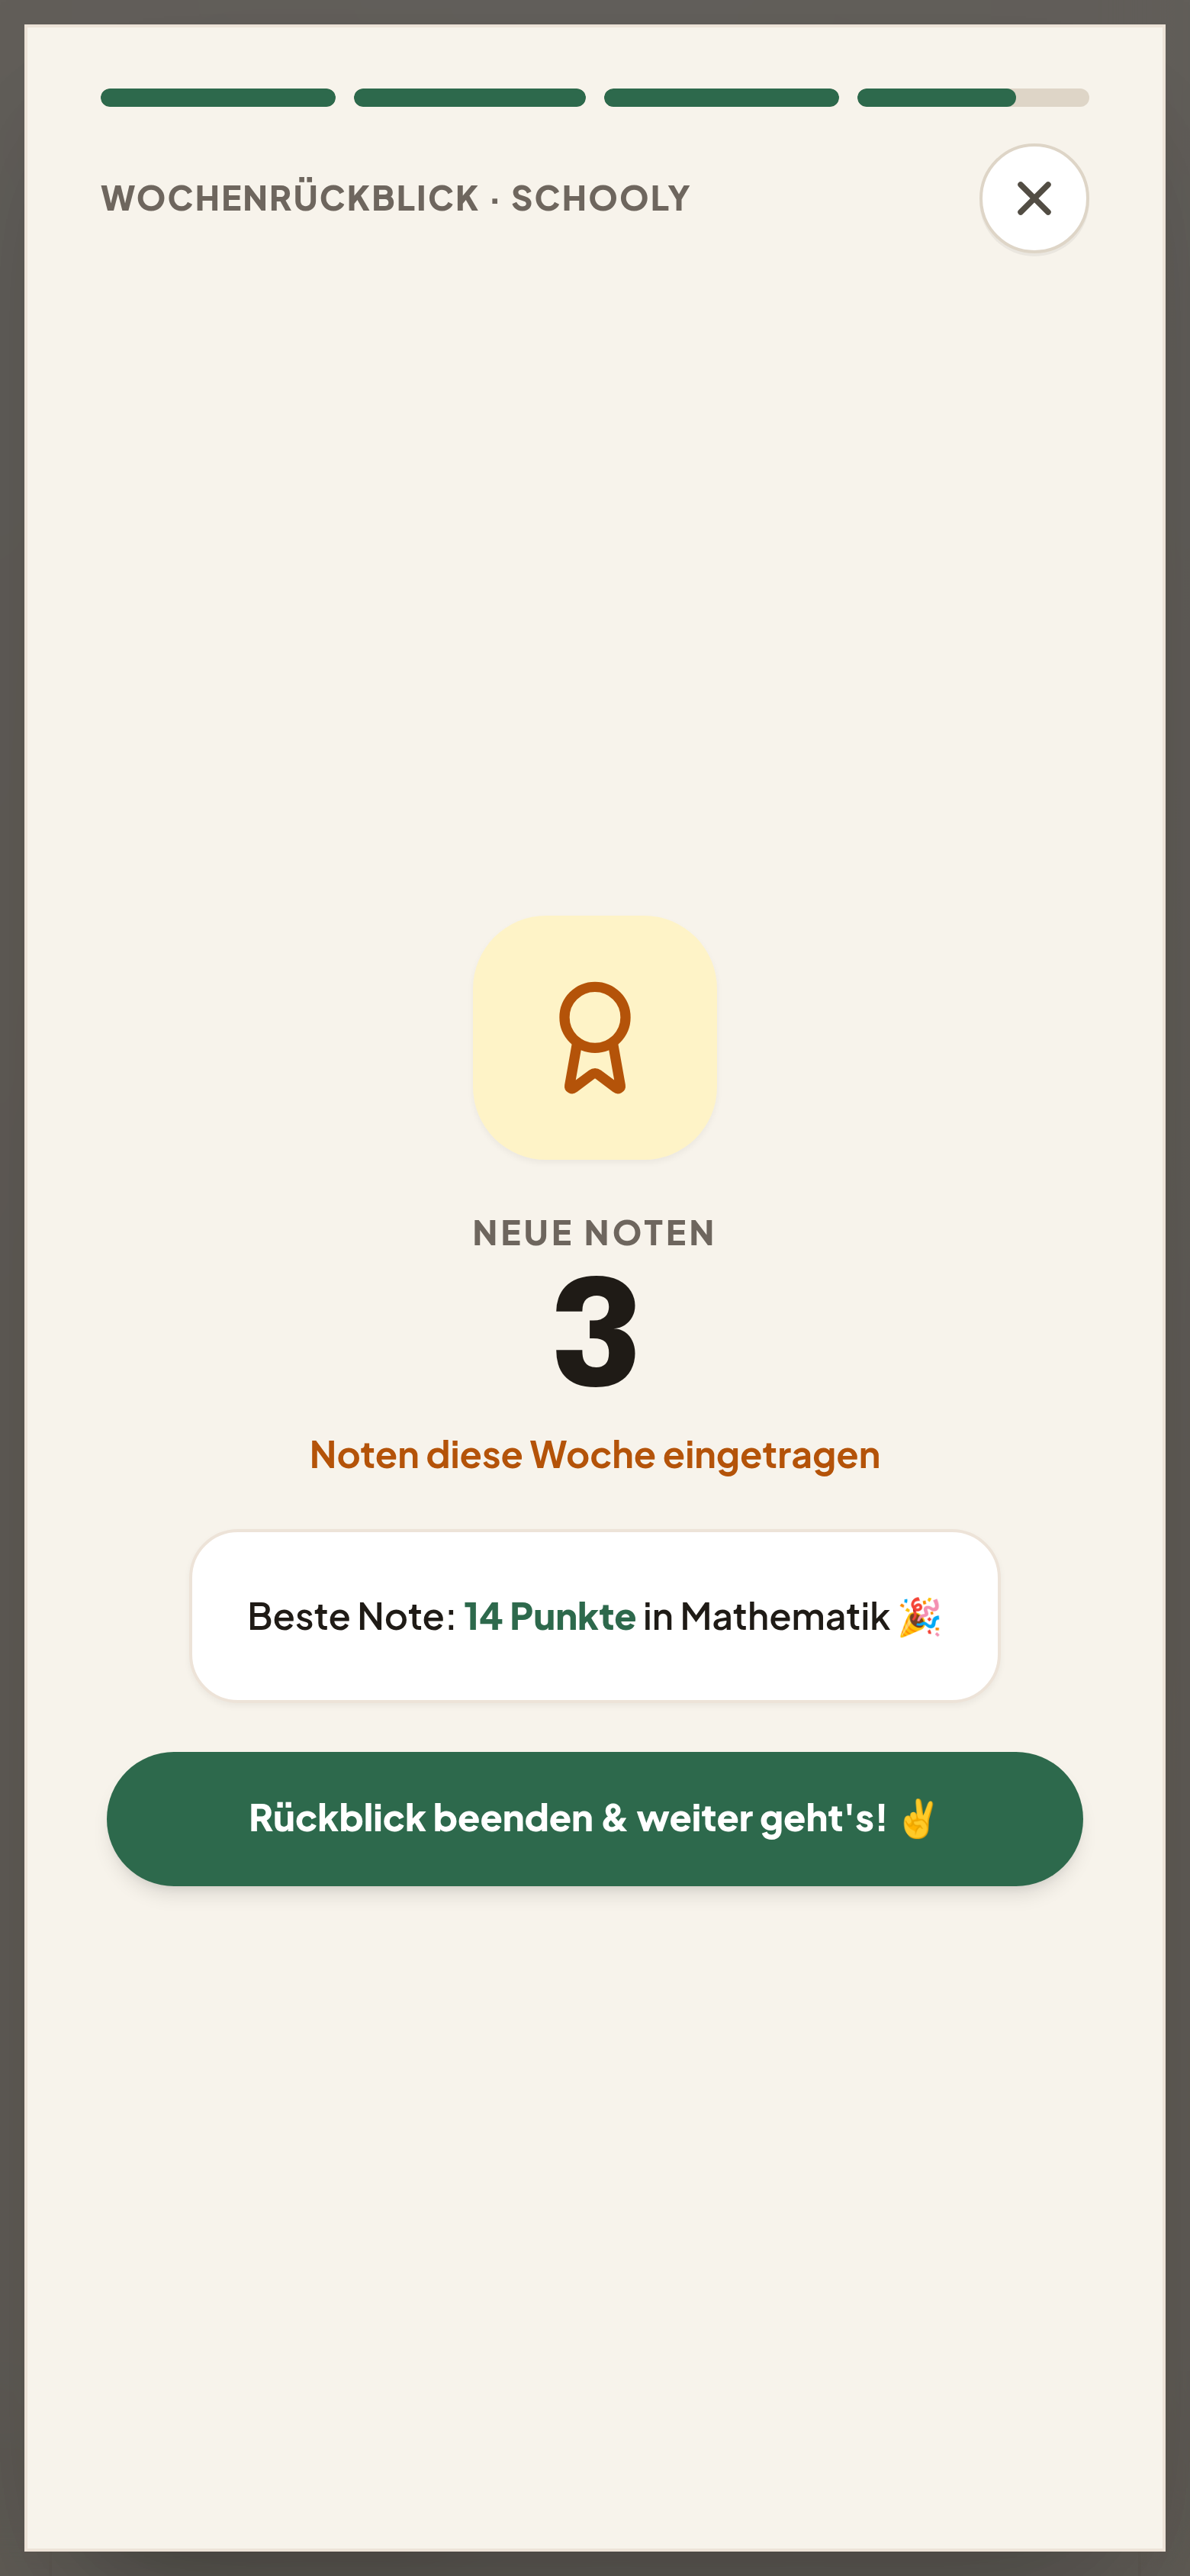 WOCHENRÜCKBLICK · SCHOOLY
NEUE NOTEN
3
Noten diese Woche eingetragen
Beste Note: 14 Punkte in Mathematik 🎉
Rückblick beenden & weiter geht's! ✌️